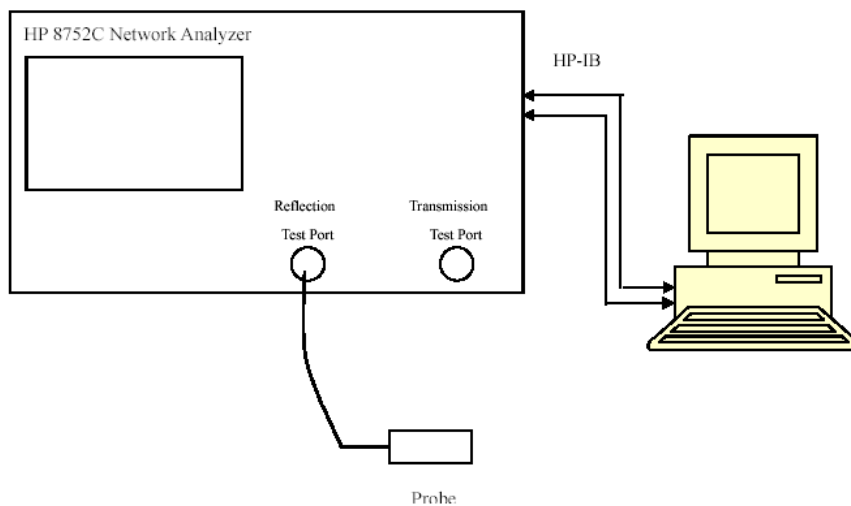 HP 8752C Network Analyzer
HP-IB
Reflection
Test Port
Transmission
Test Port
Probe